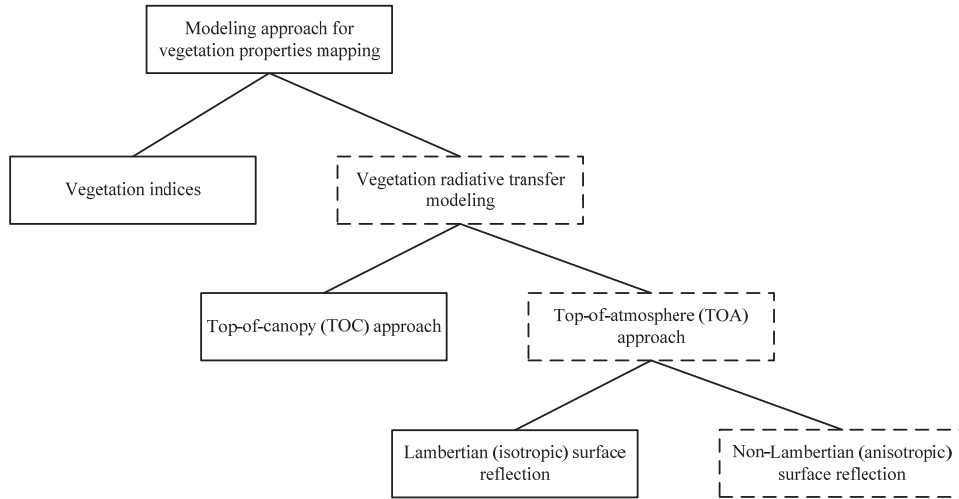 Modeling approach for
vegetation properties mapping
Vegetation indices
Vegetation radiative transfer
modeling
Top-of-canopy (TOC) approach
Top-of-atmosphere (TOA)
approach
Lambertian (isotropic) surface
reflection
Non-Lambertian (anisotropic)
surface reflection